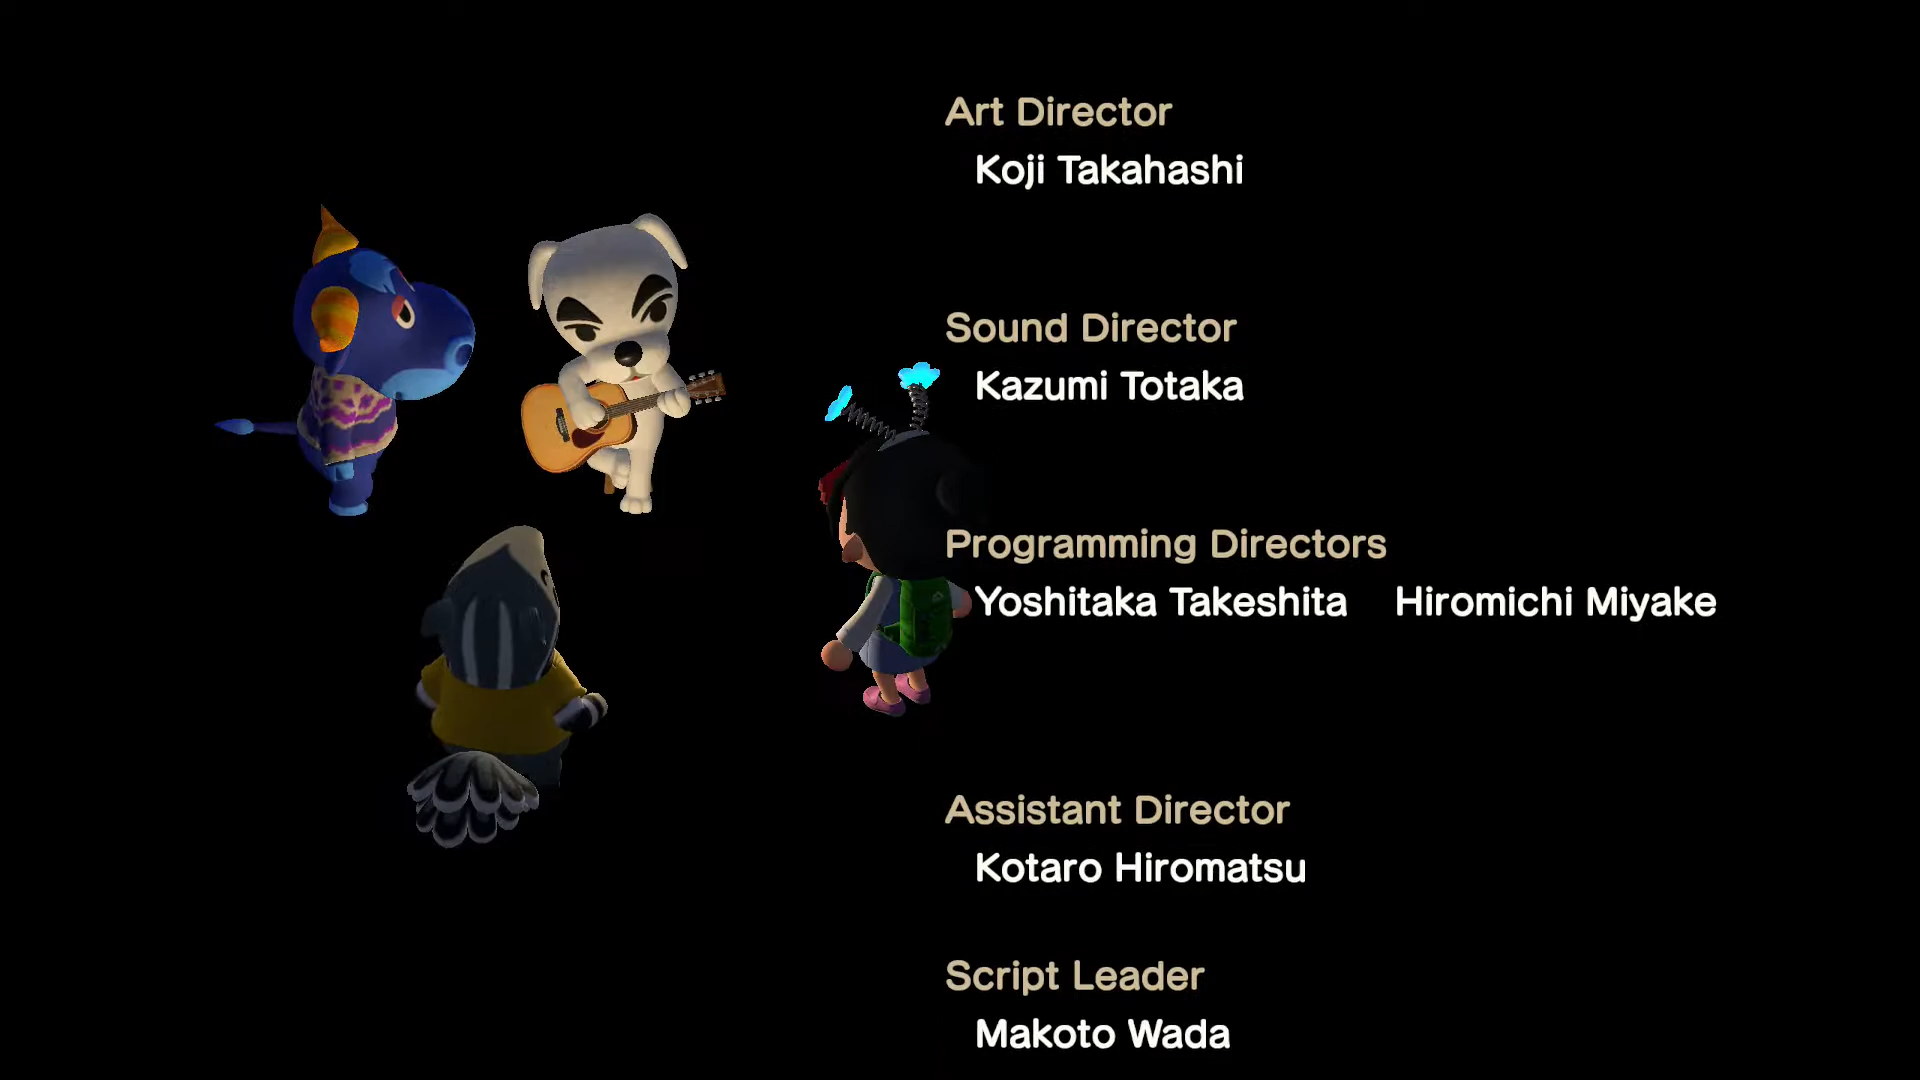 Art Director
Koji Takahashi
Sound Director
Kazumi Totaka
Programming Directors
Yoshitaka Takeshita Hiromichi Miyake
Assistant Director
Kotaro Hiromatsu
Script Leader
Makoto Wada